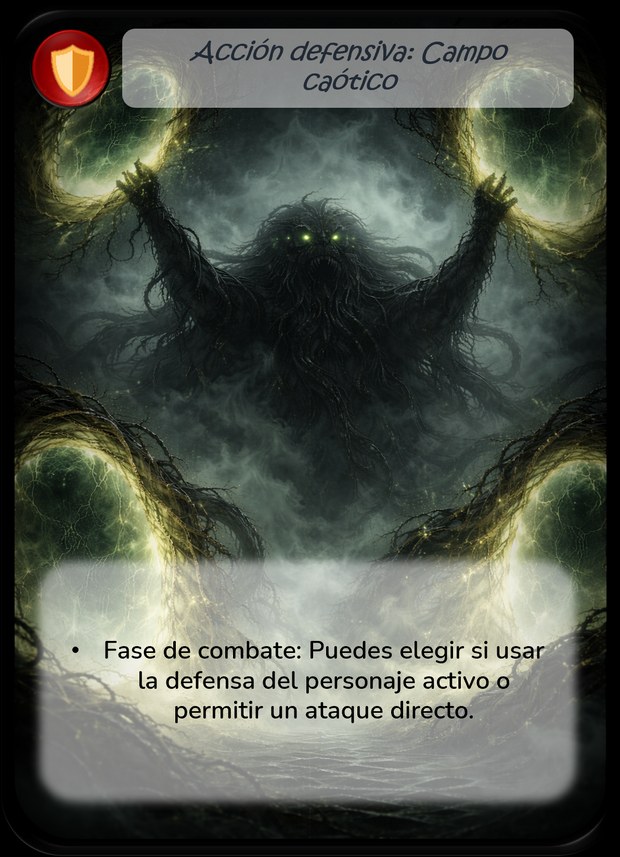 Acción defensiva: Campo
caótico
• Fase de combate: Puedes elegir si usar
la defensa del personaje activo o
permitir un ataque directo.